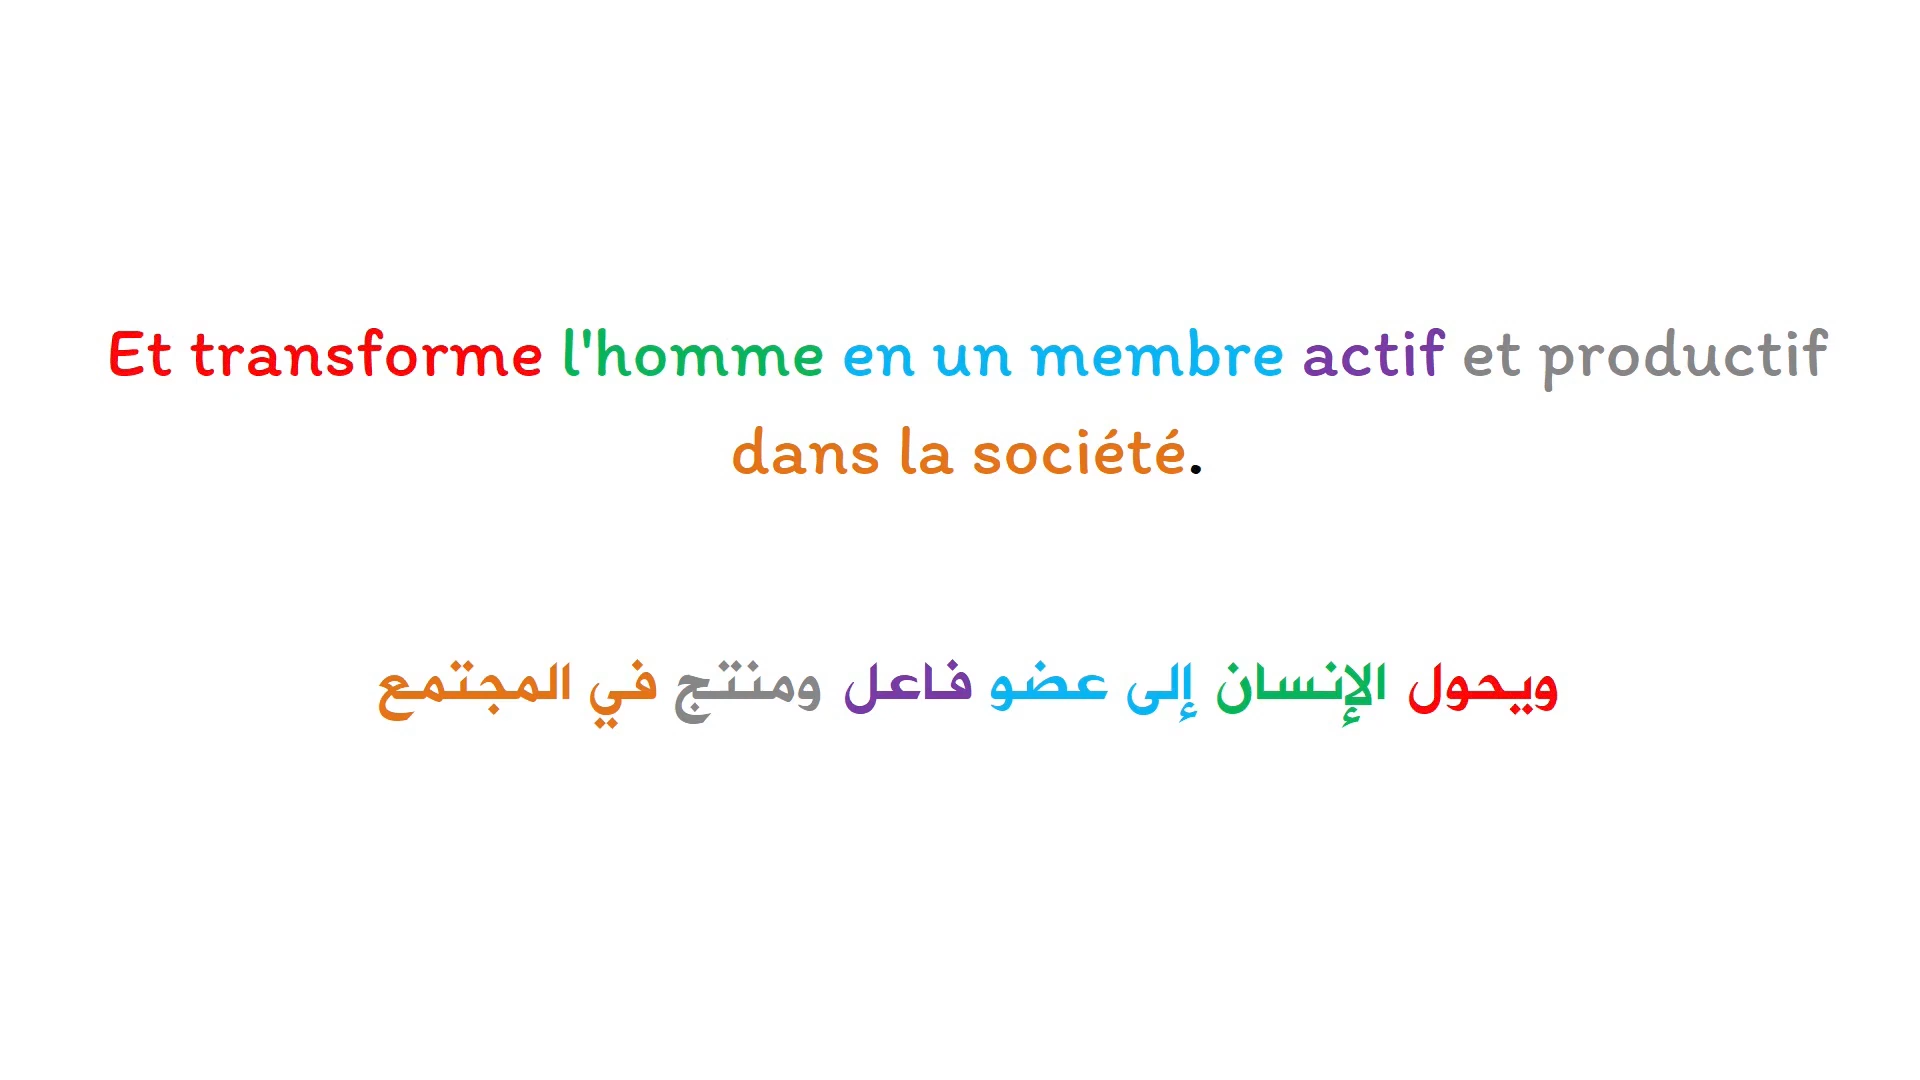 Et transforme l'homme en un membre actif et productif
dans la société.
ويحول الإنسان إلى عضو فاعل ومنتج في المجتمع